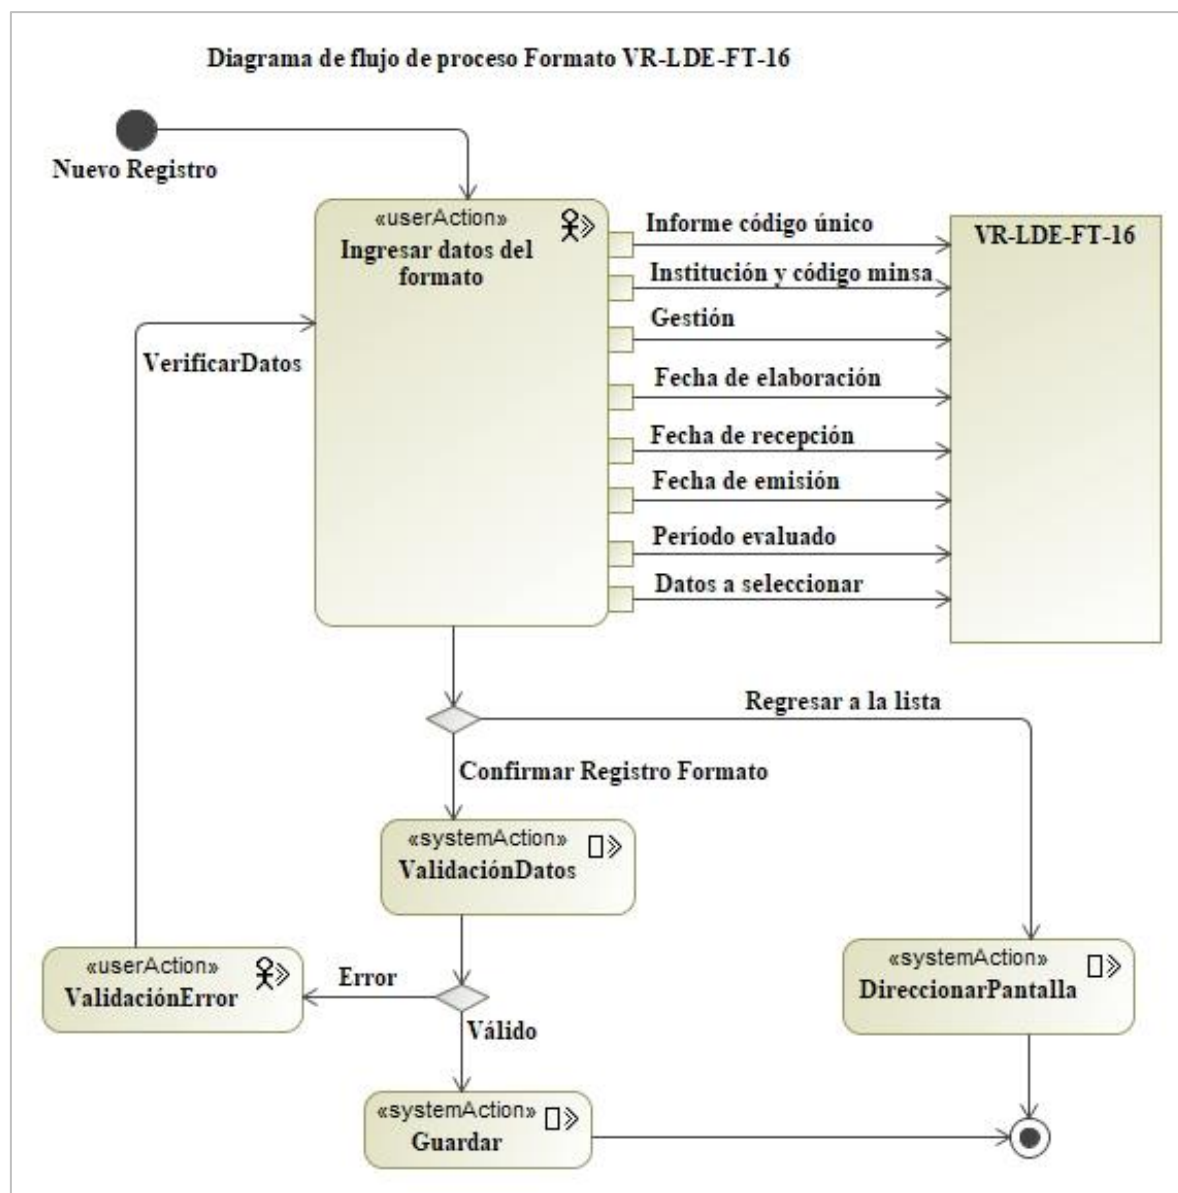 Diagrama de flujo de proceso Formato VR-LDE-FT-16
Nuevo Registro
«userAction»
Ingresar datos del
formato
Informe código único
Institución y código minsa
Gestión
Fecha de elaboración
Fecha de recepción
Fecha de emisión
Período evaluado
Datos a seleccionar
VR-LDE-FT-16
VerificarDatos
Regresar a la lista
Confirmar Registro Formato
«systemAction»
ValidaciónDatos
«userAction»
ValidaciónError
Error
Válido
«systemAction»
DireccionarPantalla
«systemAction»
Guardar